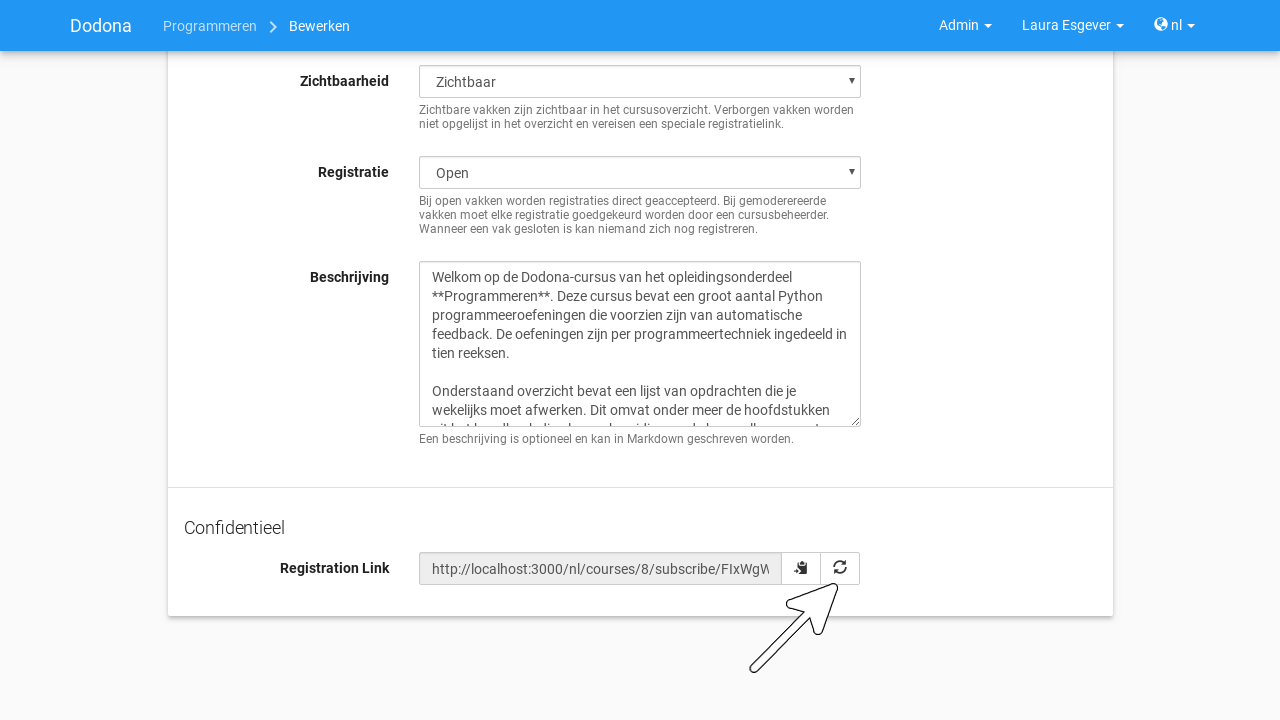 Dodona Programmeren Bewerken Admin Laura Esgever nl
Zichtbaarheid Zichtbaar
Zichtbare vakken zijn zichtbaar in het cursusoverzicht. Verborgen vakken worden
niet opgelijst in het overzicht en vereisen een speciale registratielink.
Registratie Open
Bij open vakken worden registraties direct geaccepteerd. Bij gemoderereerde
vakken moet elke registratie goedgekeurd worden door een cursusbeheerder.
Wanneer een vak gesloten is kan niemand zich nog registreren.
Beschrijving
Welkom op de Dodona-cursus van het opleidingsonderdeel
**Programmeren**. Deze cursus bevat een groot aantal Python
programmeeroefeningen die voorzien zijn van automatische
feedback. De oefeningen zijn per programmeertechniek ingedeeld in
tien reeksen.
Onderstaand overzicht bevat een lijst van opdrachten die je
wekelijks moet afwerken. Dit omvat onder meer de hoofdstukken
Een beschrijving is optioneel en kan in Markdown geschreven worden.
Confidentieel
Registration Link http://localhost:3000/nl/courses/8/subscribe/FIxWgW